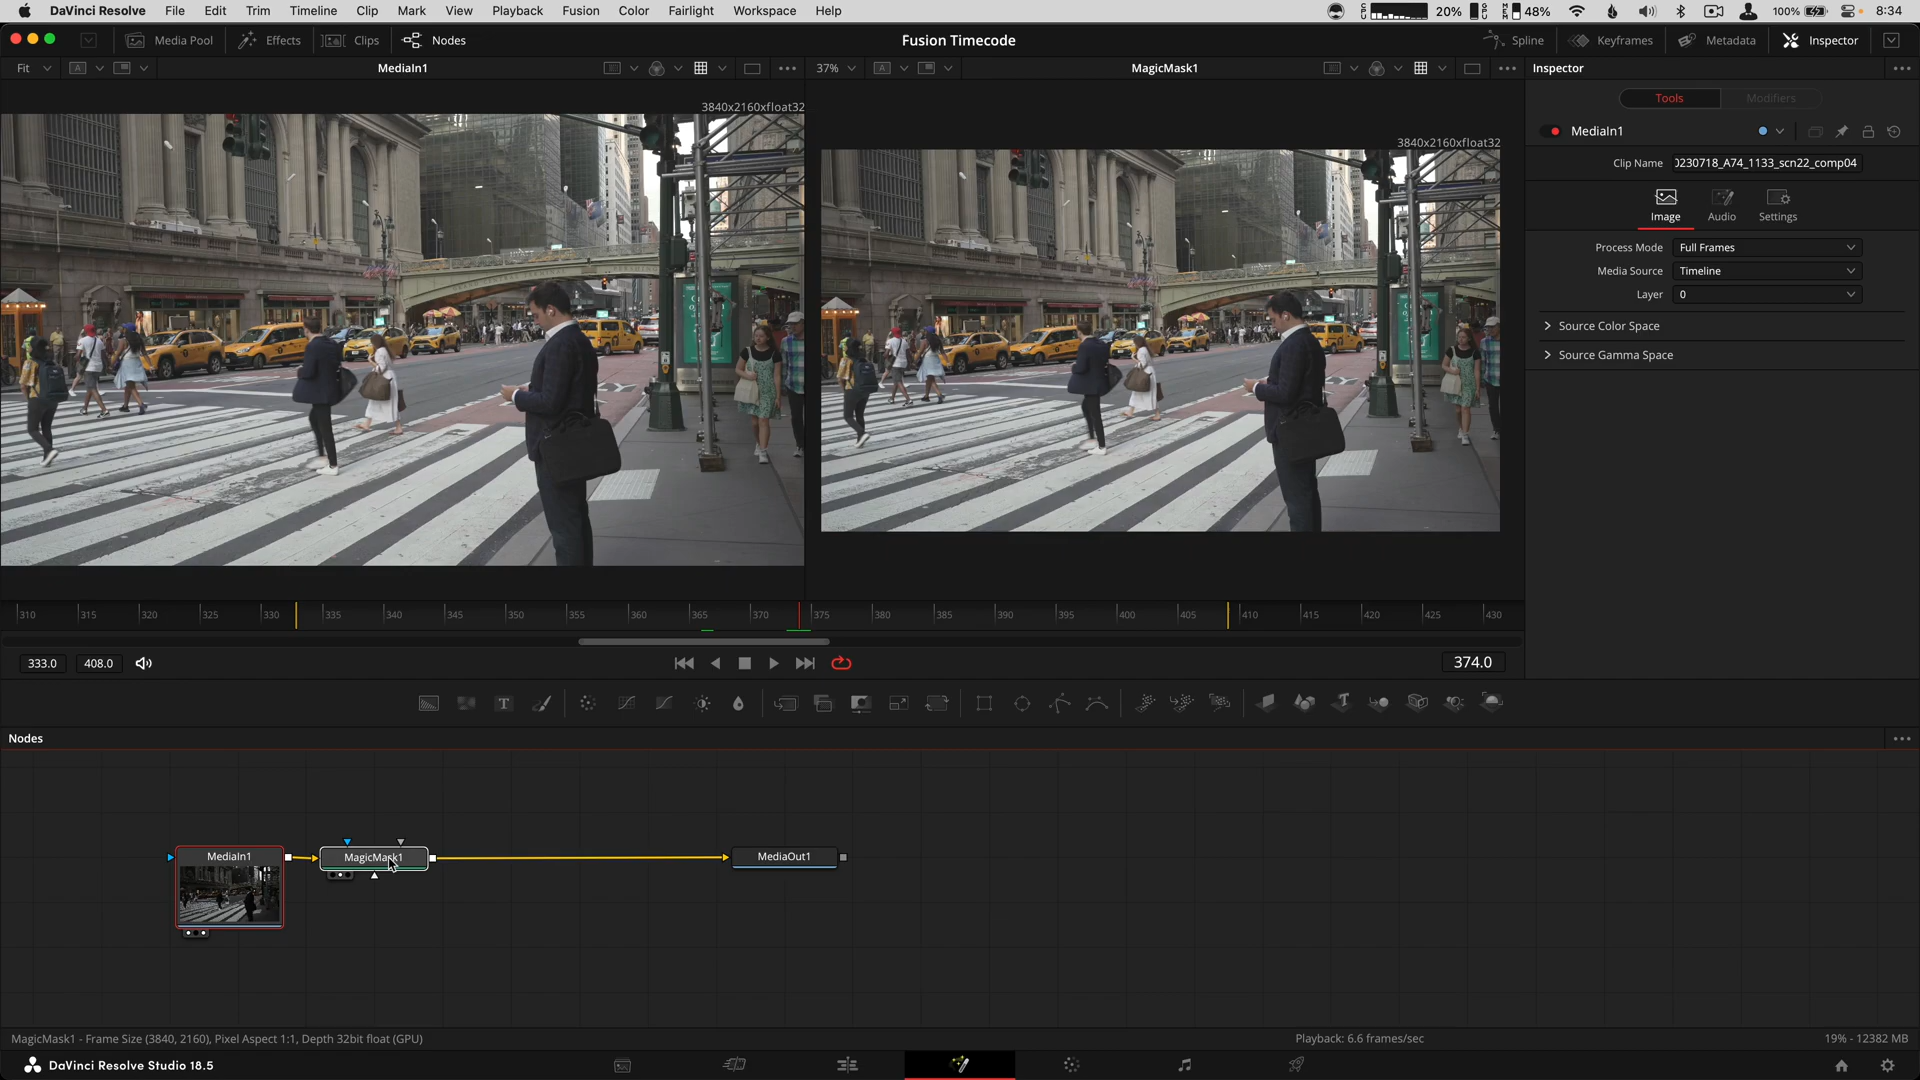 DaVinci Resolve File Edit Trim Timeline Clip Mark View Playback Fusion Color Fairlight Workspace Help
CPU 20% GPU MEM 48% 100% 8:34
Media Pool Effects Clips Nodes Fusion Timecode Spline Keyframes Metadata Inspector
Fit A MediaIn1
37% A MagicMask1
Inspector
3840x2160xfloat32
3840x2160xfloat32
Tools Modifiers
MediaIn1
Clip Name 0230718_A74_1133_scn22_comp04
Image Audio Settings
Process Mode Full Frames
Media Source Timeline
Layer 0
Source Color Space
Source Gamma Space
310 315 320 325 330 335 340 345 350 355 360 365 370 375 380 385 390 395 400 405 410 415 420 425 430
333.0 408.0 374.0
T T
Nodes
MediaIn1 MagicMask1 MediaOut1
MagicMask1 - Frame Size (3840, 2160), Pixel Aspect 1:1, Depth 32bit float (GPU) Playback: 6.6 frames/sec 19% - 12382 MB
DaVinci Resolve Studio 18.5